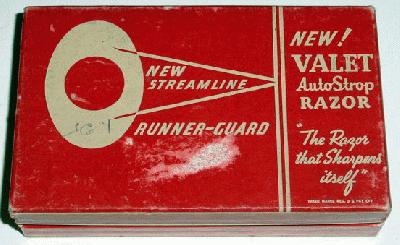 NEW
STREAMLINE
RUNNER-GUARD
NEW!
VALET
AutoStrop
RAZOR
"The Razor
that Sharpens
itself"